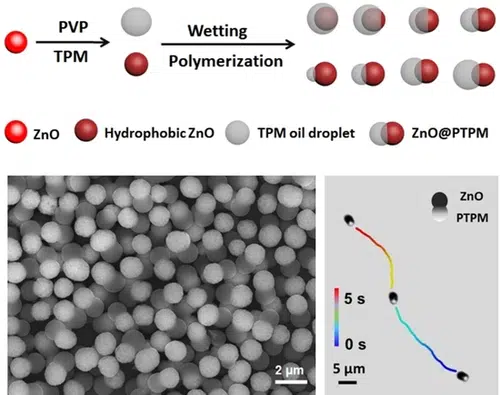 PVP
TPM
Wetting
Polymerization
ZnO
Hydrophobic ZnO
TPM oil droplet
ZnO@PTPM
2 μm
ZnO
PTPM
5 s
0 s
5 μm